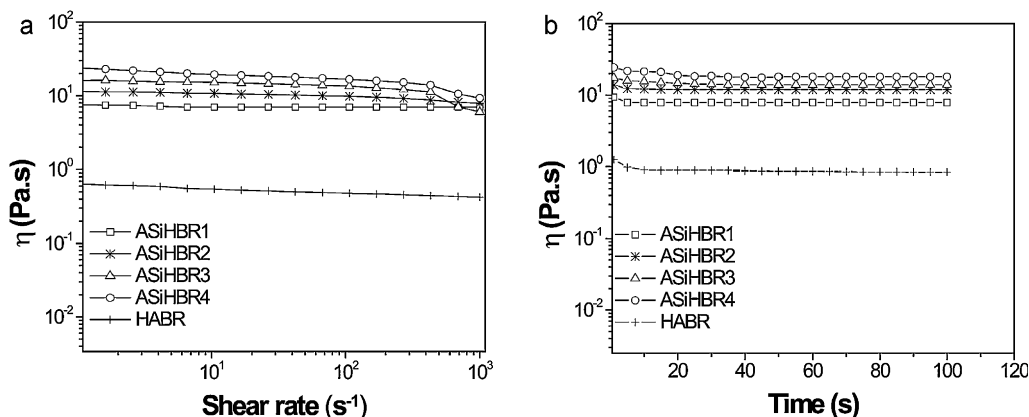 a
10²
10¹
10⁰
10⁻¹
10⁻²
η (Pa.s)
ASiHBR1
ASiHBR2
ASiHBR3
ASiHBR4
HABR
10¹
10²
10³
Shear rate (s⁻¹)
b
10²
10¹
10⁰
10⁻¹
10⁻²
η (Pa.s)
ASiHBR1
ASiHBR2
ASiHBR3
ASiHBR4
HABR
20
40
60
80
100
120
Time (s)